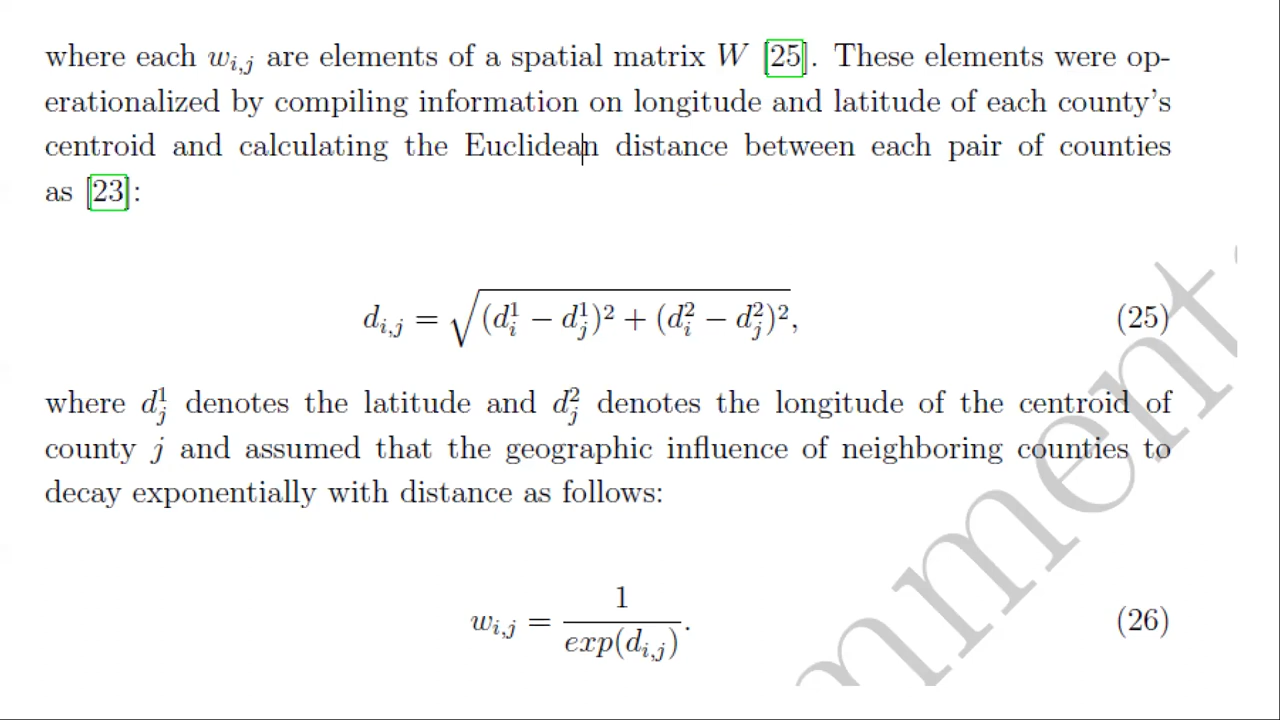 where each w_{i,j} are elements of a spatial matrix W [25]. These elements were op-
erationalized by compiling information on longitude and latitude of each county's
centroid and calculating the Euclidean distance between each pair of counties
as [23]:
d_{i,j} = √((d_i^1 − d_j^1)^2 + (d_i^2 − d_j^2)^2), (25)
where d_j^1 denotes the latitude and d_j^2 denotes the longitude of the centroid of
county j and assumed that the geographic influence of neighboring counties to
decay exponentially with distance as follows:
w_{i,j} = 1/exp(d_{i,j}). (26)